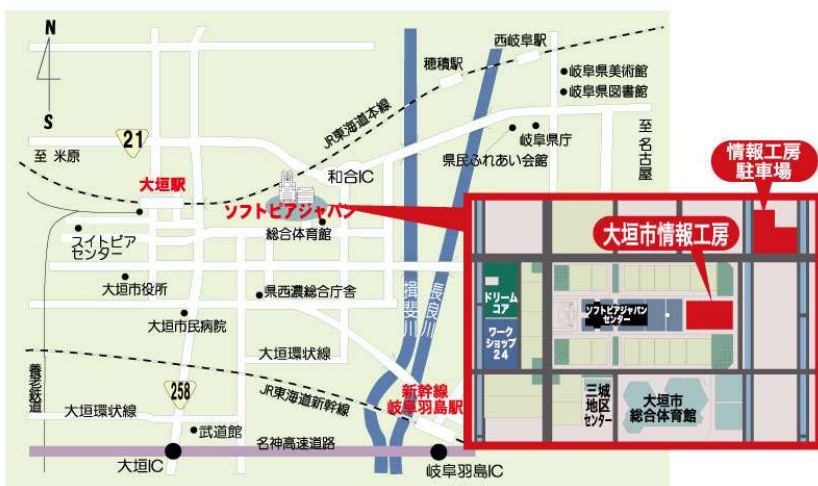 N
S
西岐阜駅
穂積駅
岐阜県美術館
岐阜県図書館
JR東海道本線
21
至 米原
岐阜県庁
県民ふれあい会館
至 名古屋
和合IC
大垣駅
ソフトピアジャパン
総合体育館
スイトピア
センター
大垣市役所
県西濃総合庁舎
大垣市民病院
揖斐川
長良川
大垣環状線
養老鉄道
258
JR東海道新幹線
新幹線
岐阜羽島駅
大垣環状線
武道館
名神高速道路
大垣IC
岐阜羽島IC
情報工房
駐車場
大垣市情報工房
ドリーム
コア
ソフトピアジャパン
センター
ワーク
ショップ
24
三城
地区
センター
大垣市
総合体育館